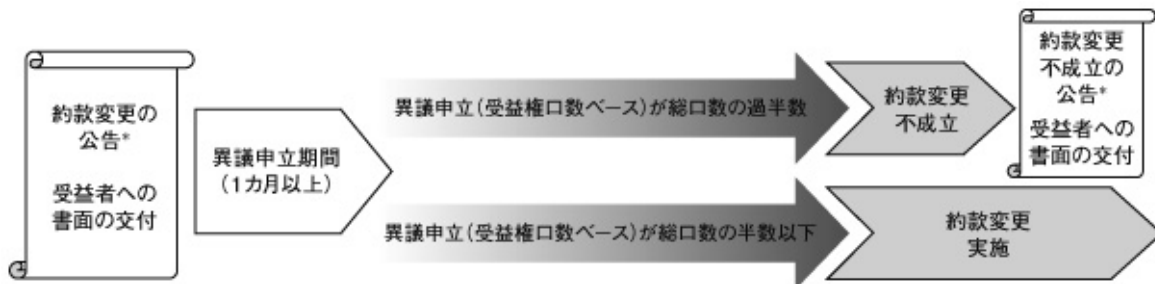 約款変更の
公告*
受益者への
書面の交付
異議申立期間
(1カ月以上)
異議申立(受益権口数ベース)が総口数の過半数
約款変更
不成立
約款変更
不成立の
公告*
受益者への
書面の交付
異議申立(受益権口数ベース)が総口数の半数以下
約款変更
実施